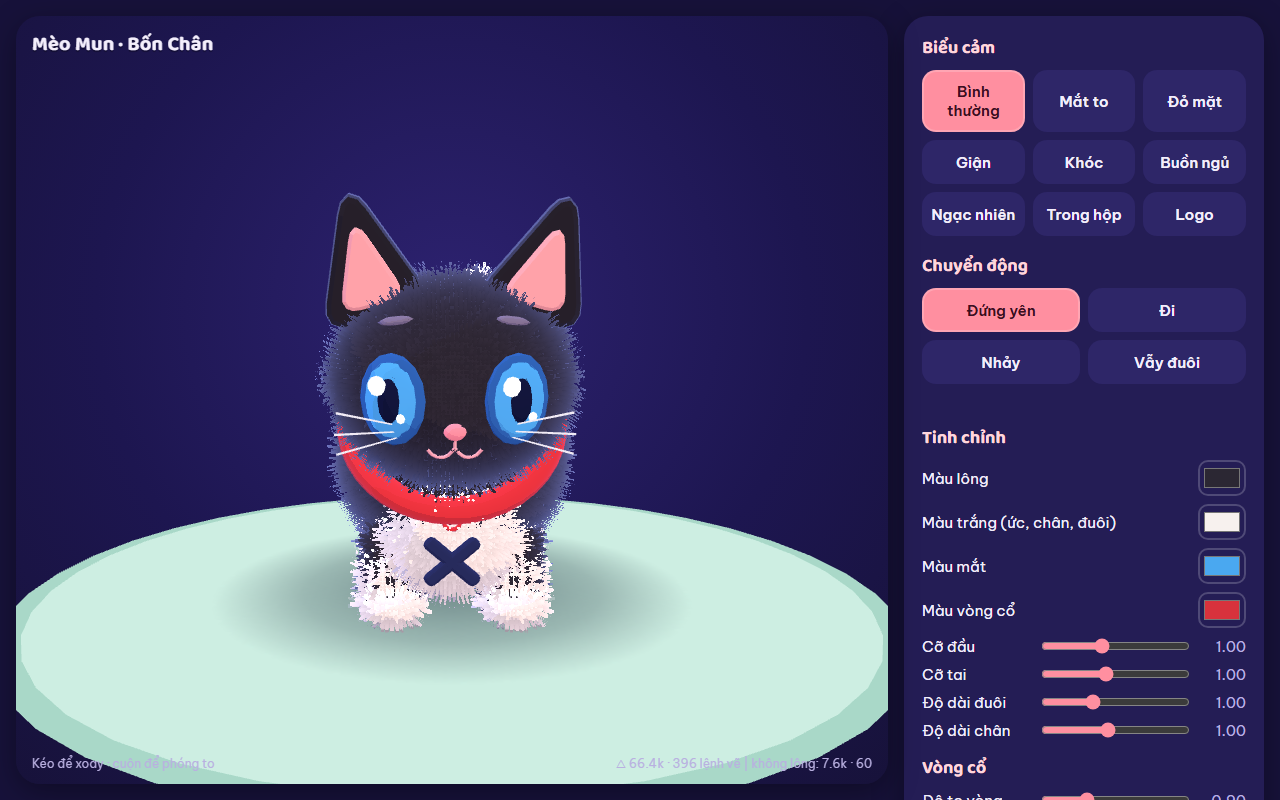 Mèo Mun · Bốn Chân
Kéo để xoay · cuộn để phóng to
△ 66.4k · 396 lệnh vẽ | không lông: 7.6k · 60
Biểu cảm
Bình
thường
Mắt to
Đỏ mặt
Giận
Khóc
Buồn ngủ
Ngạc nhiên
Trong hộp
Logo
Chuyển động
Đứng yên
Đi
Nhảy
Vẫy đuôi
Tinh chỉnh
Màu lông
Màu trắng (ức, chân, đuôi)
Màu mắt
Màu vòng cổ
Cỡ đầu 1.00
Cỡ tai 1.00
Độ dài đuôi 1.00
Độ dài chân 1.00
Vòng cổ